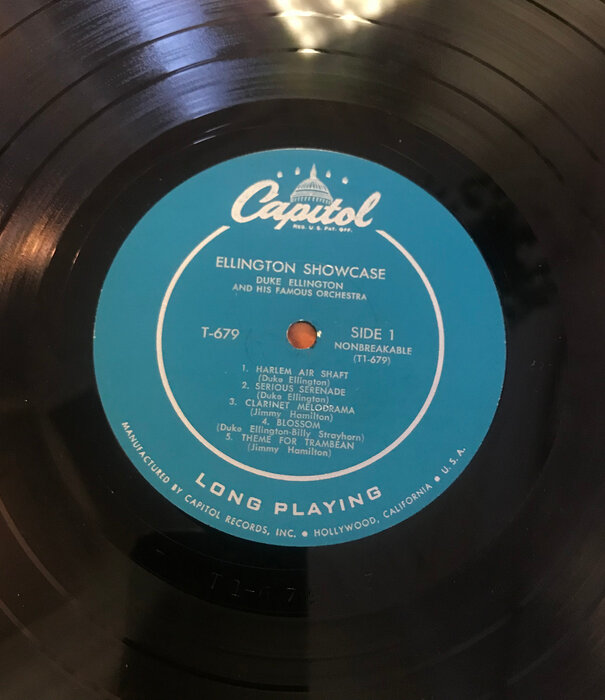 Capitol
REG. U.S. PAT. OFF.
ELLINGTON SHOWCASE
DUKE ELLINGTON
AND HIS FAMOUS ORCHESTRA
T-679
SIDE 1
NONBREAKABLE
(T1-679)
1. HARLEM AIR SHAFT
(Duke Ellington)
2. SERIOUS SERENADE
(Duke Ellington)
3. CLARINET MELODRAMA
(Jimmy Hamilton)
4. BLOSSOM
(Duke Ellington-Billy Strayhorn)
5. THEME FOR TRAMBEAN
(Jimmy Hamilton)
LONG PLAYING
MANUFACTURED BY CAPITOL RECORDS, INC. • HOLLYWOOD, CALIFORNIA • U.S.A.